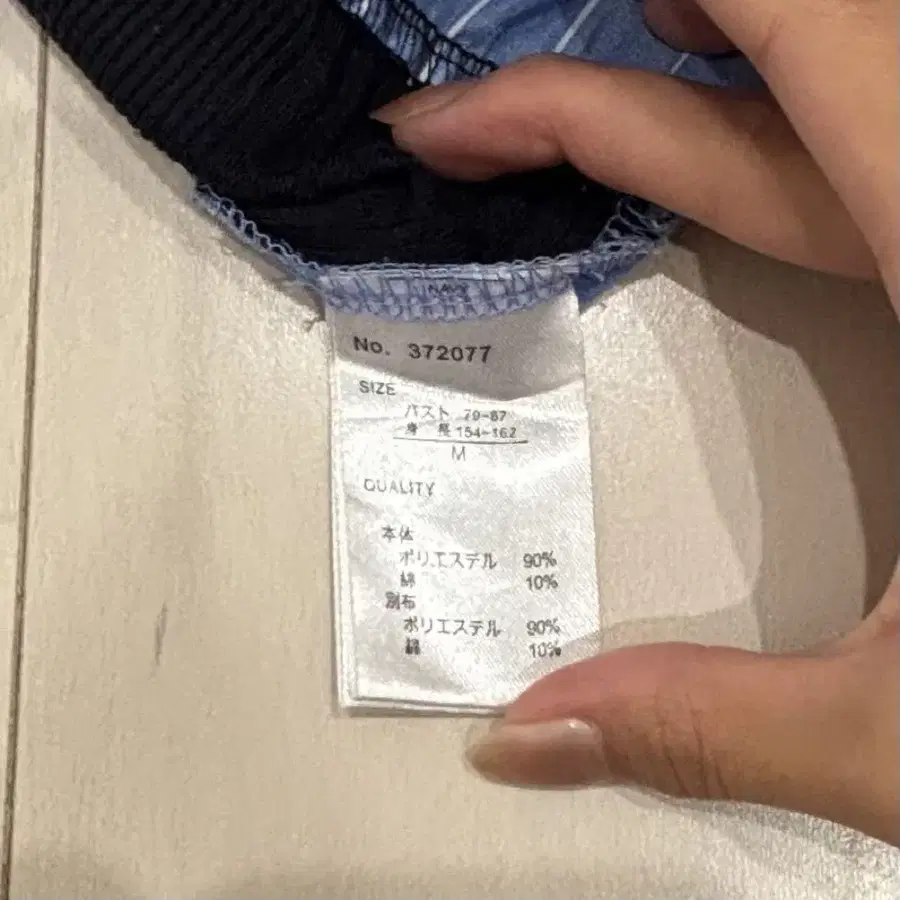 NAVY
No. 372077
SIZE
バスト 79-87
身 長 154-162
M
QUALITY
本体
ポリエステル 90%
綿 10%
別布
ポリエステル 90%
綿 10%